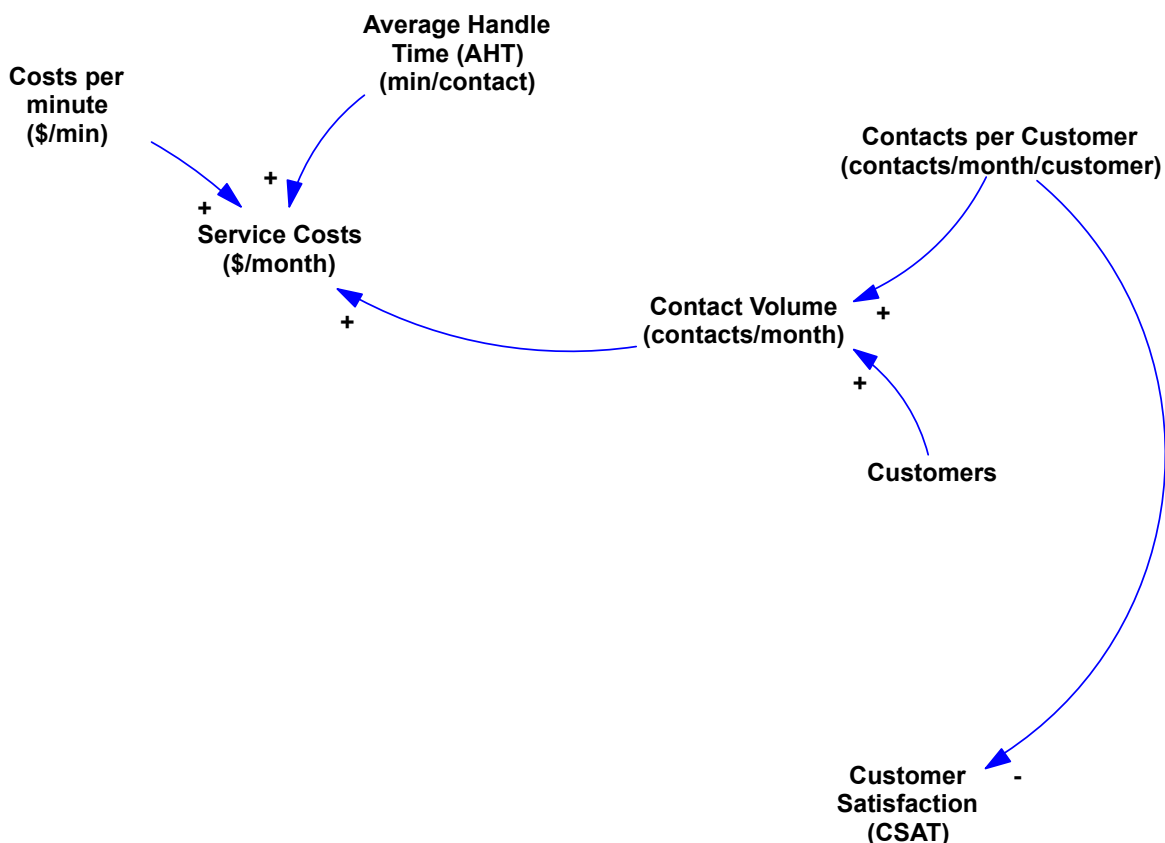 Average Handle
Time (AHT)
(min/contact)
Costs per
minute
($/min)
Contacts per Customer
(contacts/month/customer)
+
+
Service Costs
($/month)
+
Contact Volume
(contacts/month)
+
+
Customers
Customer
Satisfaction
(CSAT)
-